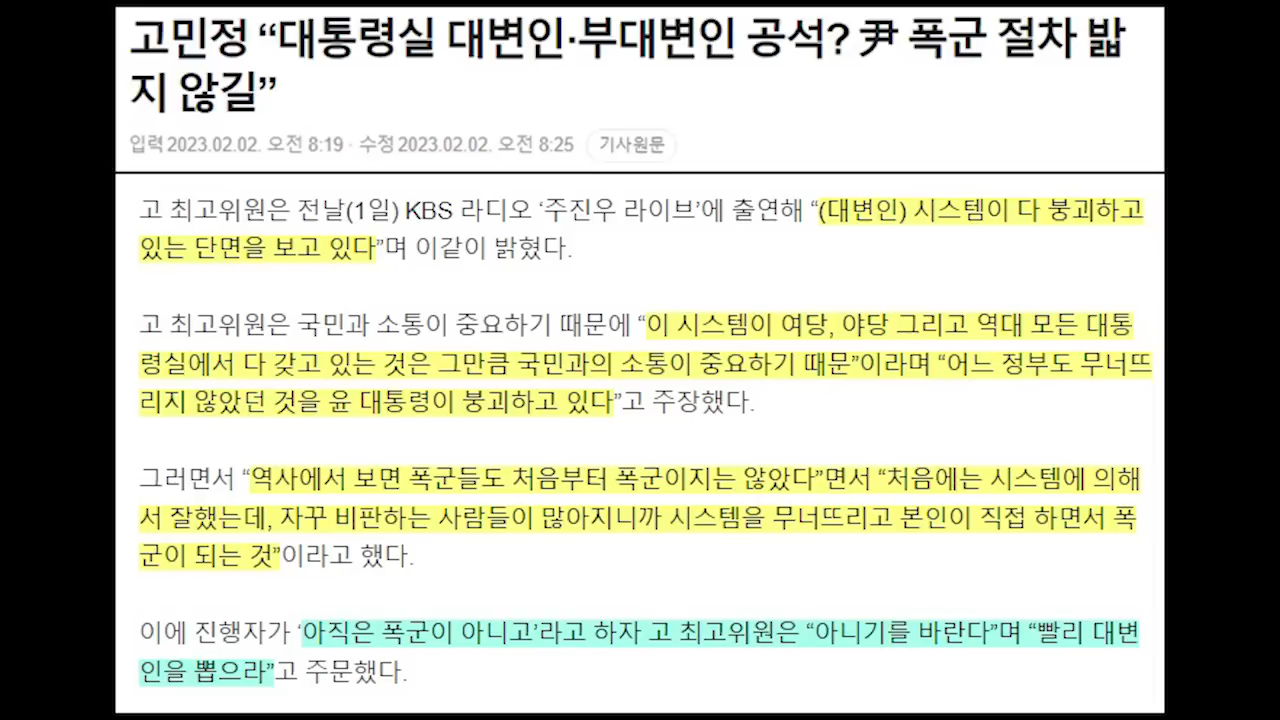 고민정 “대통령실 대변인·부대변인 공석? 尹 폭군 절차 밟
지 않길”
입력 2023.02.02. 오전 8:19 · 수정 2023.02.02. 오전 8:25 기사원문
고 최고위원은 전날(1일) KBS 라디오 ‘주진우 라이브’에 출연해 “(대변인) 시스템이 다 붕괴하고
있는 단면을 보고 있다”며 이같이 밝혔다.
고 최고위원은 국민과 소통이 중요하기 때문에 “이 시스템이 여당, 야당 그리고 역대 모든 대통
령실에서 다 갖고 있는 것은 그만큼 국민과의 소통이 중요하기 때문”이라며 “어느 정부도 무너뜨
리지 않았던 것을 윤 대통령이 붕괴하고 있다”고 주장했다.
그러면서 “역사에서 보면 폭군들도 처음부터 폭군이지는 않았다”면서 “처음에는 시스템에 의해
서 잘했는데, 자꾸 비판하는 사람들이 많아지니까 시스템을 무너뜨리고 본인이 직접 하면서 폭
군이 되는 것”이라고 했다.
이에 진행자가 ‘아직은 폭군이 아니고’라고 하자 고 최고위원은 “아니기를 바란다”며 “빨리 대변
인을 뽑으라”고 주문했다.